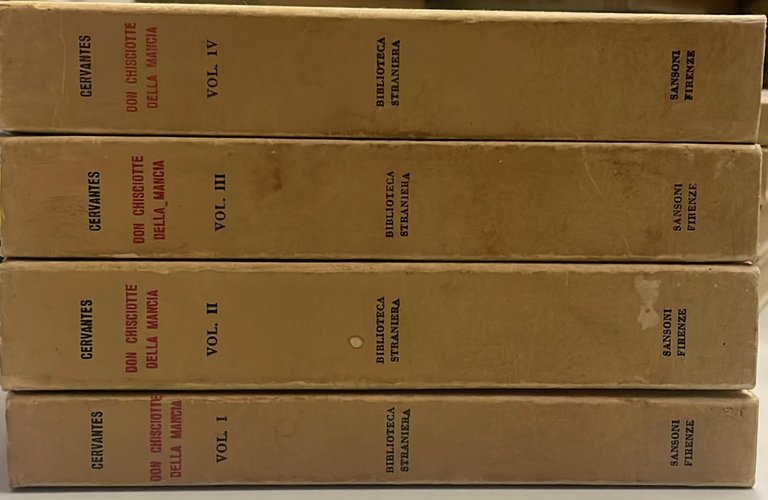 CERVANTES
DON CHISCIOTTE
DELLA MANCIA
VOL. IV
BIBLIOTECA
STRANIERA
SANSONI
FIRENZE
CERVANTES
DON CHISCIOTTE
DELLA MANCIA
VOL. III
BIBLIOTECA
STRANIERA
SANSONI
FIRENZE
CERVANTES
DON CHISCIOTTE
DELLA MANCIA
VOL. II
BIBLIOTECA
STRANIERA
SANSONI
FIRENZE
CERVANTES
DON CHISCIOTTE
DELLA MANCIA
VOL. I
BIBLIOTECA
STRANIERA
SANSONI
FIRENZE